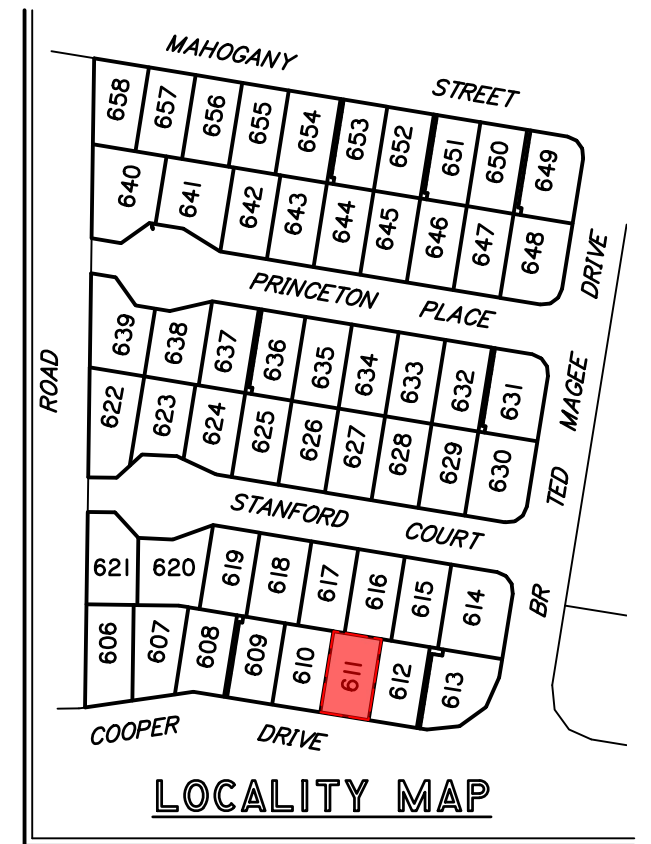 MAHOGANY STREET
658 657 656 655 654 653 652 651 650 649
640 641 642 643 644 645 646 647 648
DRIVE
PRINCETON PLACE
639 638 637 636 635 634 633 632 631
ROAD
MAGEE
622 623 624 625 626 627 628 629 630
TED
STANFORD COURT
621 620 619 618 617 616 615 614
BR
606 607 608 609 610 611 612 613
COOPER DRIVE
LOCALITY MAP